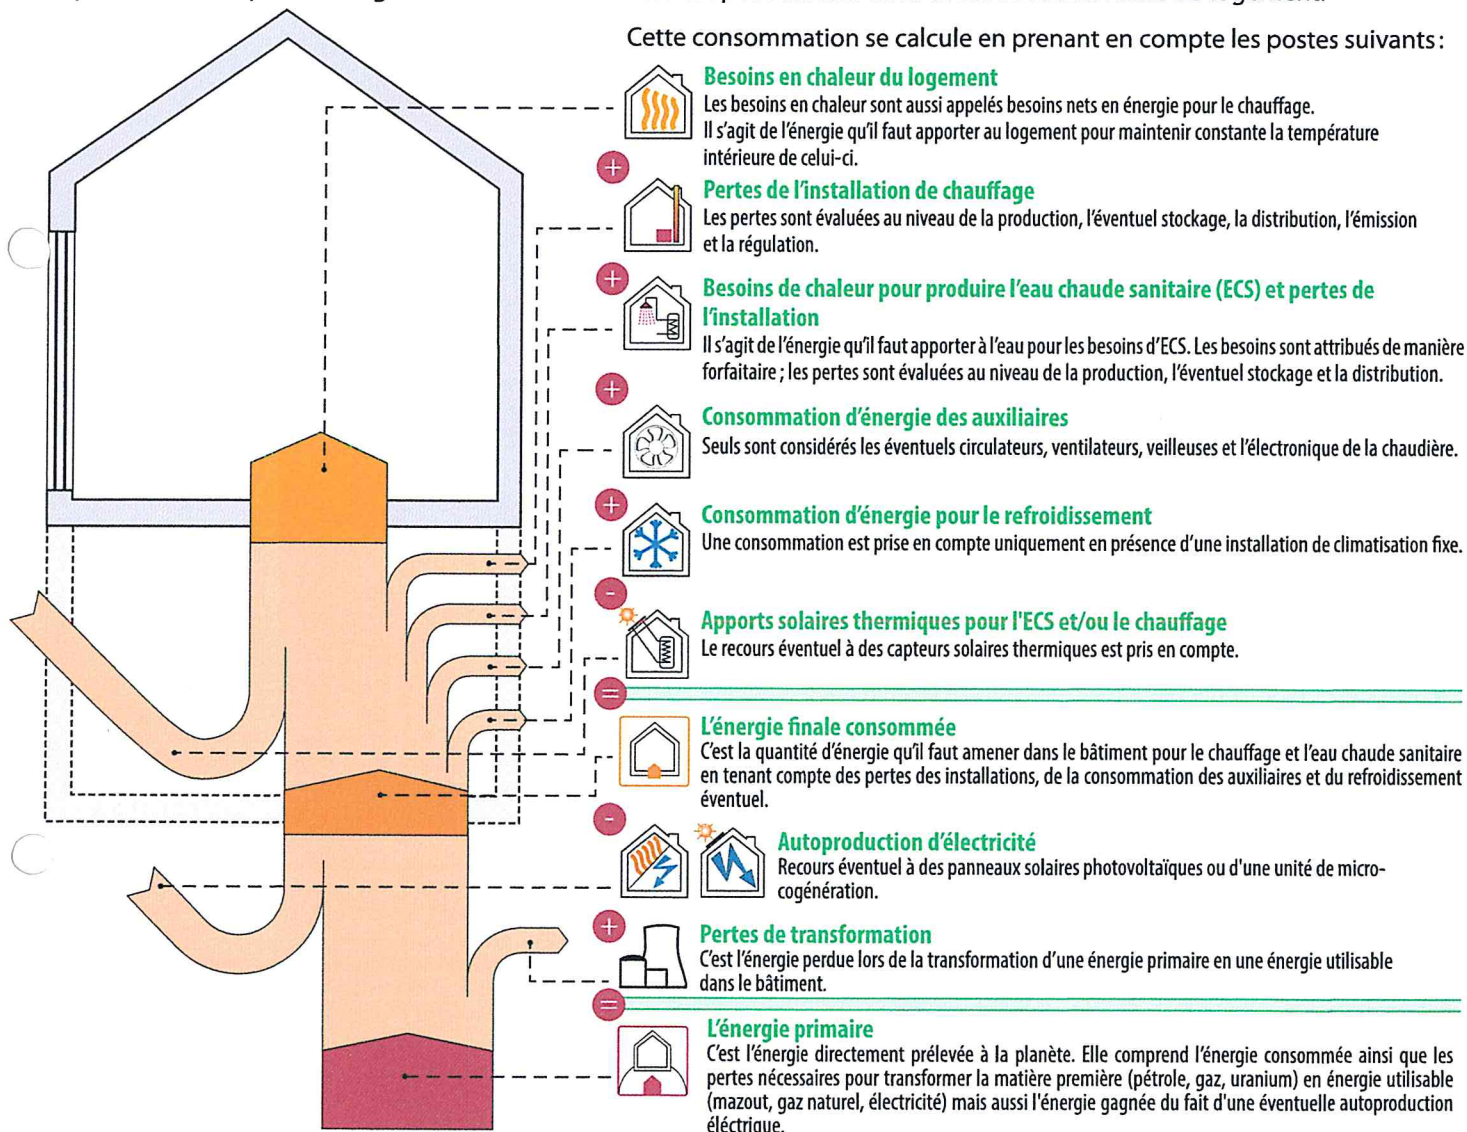 Cette consommation se calcule en prenant en compte les postes suivants :
Besoins en chaleur du logement
Les besoins en chaleur sont aussi appelés besoins nets en énergie pour le chauffage.
Il s'agit de l'énergie qu'il faut apporter au logement pour maintenir constante la température
intérieure de celui-ci.
+
Pertes de l'installation de chauffage
Les pertes sont évaluées au niveau de la production, l'éventuel stockage, la distribution, l'émission
et la régulation.
+
Besoins de chaleur pour produire l'eau chaude sanitaire (ECS) et pertes de
l'installation
Il s'agit de l'énergie qu'il faut apporter à l'eau pour les besoins d'ECS. Les besoins sont attribués de manière
forfaitaire ; les pertes sont évaluées au niveau de la production, l'éventuel stockage et la distribution.
+
Consommation d'énergie des auxiliaires
Seuls sont considérés les éventuels circulateurs, ventilateurs, veilleuses et l'électronique de la chaudière.
+
Consommation d'énergie pour le refroidissement
Une consommation est prise en compte uniquement en présence d'une installation de climatisation fixe.
-
Apports solaires thermiques pour l'ECS et/ou le chauffage
Le recours éventuel à des capteurs solaires thermiques est pris en compte.
=
L'énergie finale consommée
C'est la quantité d'énergie qu'il faut amener dans le bâtiment pour le chauffage et l'eau chaude sanitaire
en tenant compte des pertes des installations, de la consommation des auxiliaires et du refroidissement
éventuel.
-
Autoproduction d'électricité
Recours éventuel à des panneaux solaires photovoltaïques ou d'une unité de micro-
cogénération.
+
Pertes de transformation
C'est l'énergie perdue lors de la transformation d'une énergie primaire en une énergie utilisable
dans le bâtiment.
=
L'énergie primaire
C'est l'énergie directement prélevée à la planète. Elle comprend l'énergie consommée ainsi que les
pertes nécessaires pour transformer la matière première (pétrole, gaz, uranium) en énergie utilisable
(mazout, gaz naturel, électricité) mais aussi l'énergie gagnée du fait d'une éventuelle autoproduction
éléctrique.